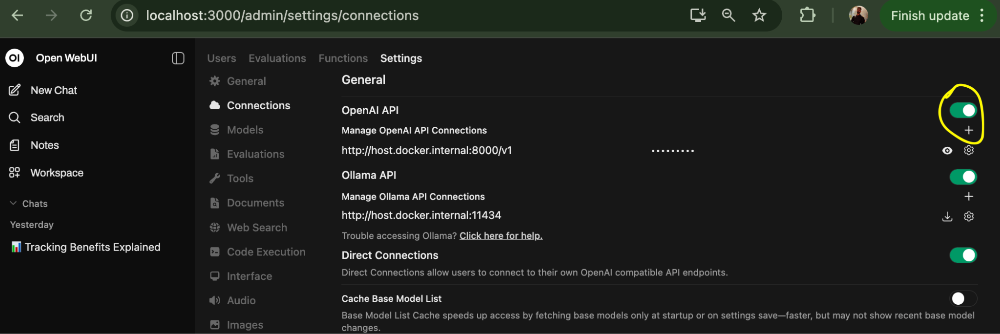 localhost:3000/admin/settings/connections
Finish update
OI
Open WebUI
New Chat
Search
Notes
Workspace
Chats
Yesterday
📊 Tracking Benefits Explained
Users Evaluations Functions Settings
General
Connections
Models
Evaluations
Tools
Documents
Web Search
Code Execution
Interface
Audio
Images
General
OpenAI API
Manage OpenAI API Connections
http://host.docker.internal:8000/v1 •••••••••
Ollama API
Manage Ollama API Connections
http://host.docker.internal:11434
Trouble accessing Ollama? Click here for help.
Direct Connections
Direct Connections allow users to connect to their own OpenAI compatible API endpoints.
Cache Base Model List
Base Model List Cache speeds up access by fetching base models only at startup or on settings save—faster, but may not show recent base model
changes.